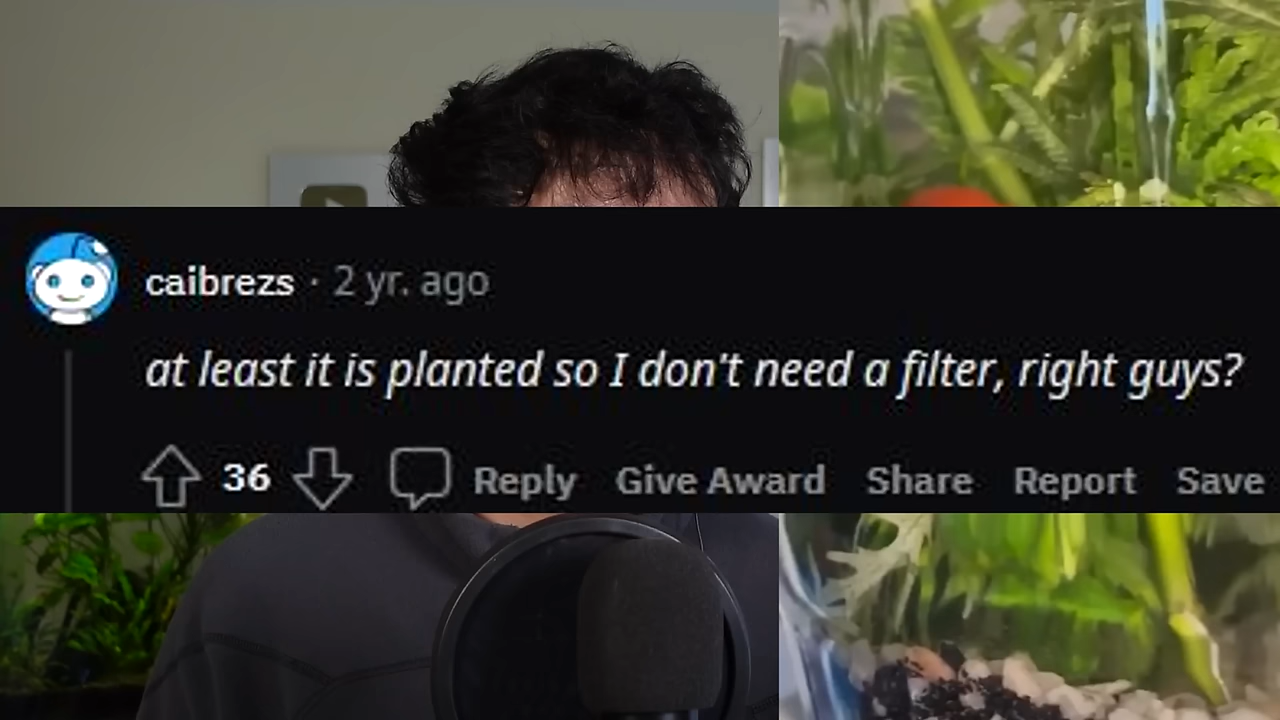 caibrezs · 2 yr. ago
at least it is planted so I don't need a filter, right guys?
36 Reply Give Award Share Report Save